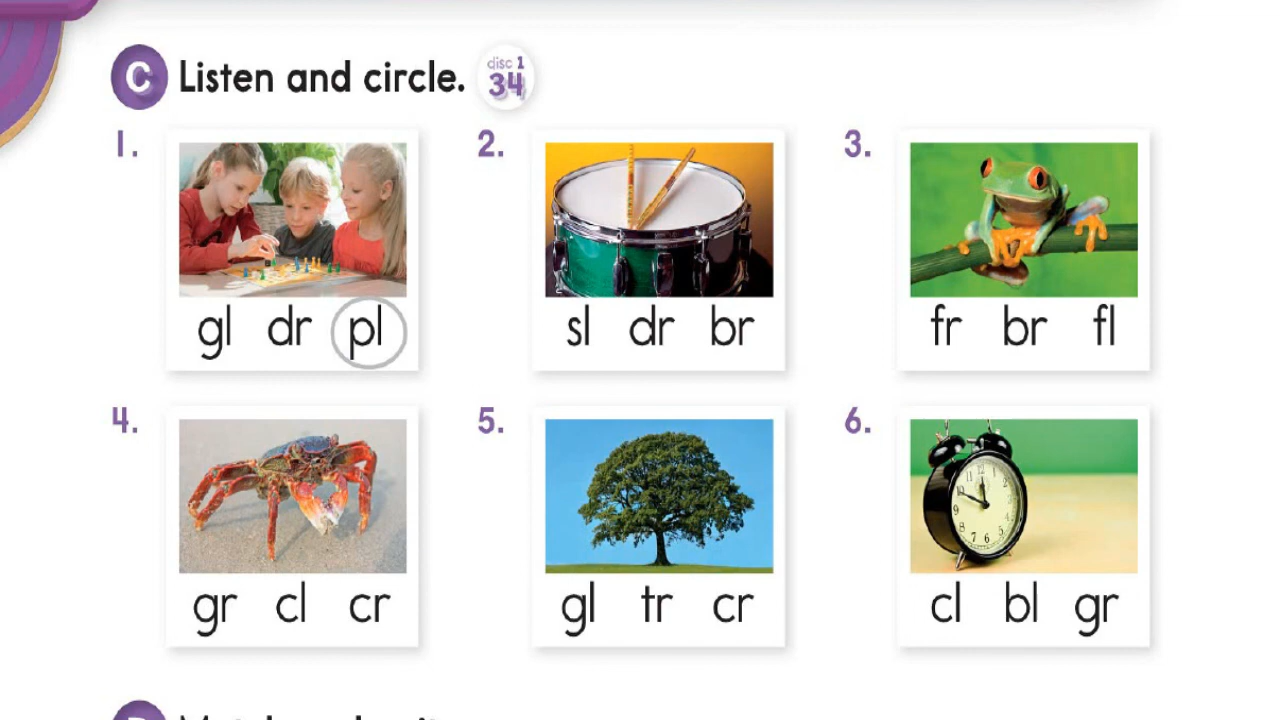 C Listen and circle. disc 1 34
1. 2. 3.
gl dr pl
sl dr br
fr br fl
4. 5. 6.
gr cl cr
gl tr cr
cl bl gr